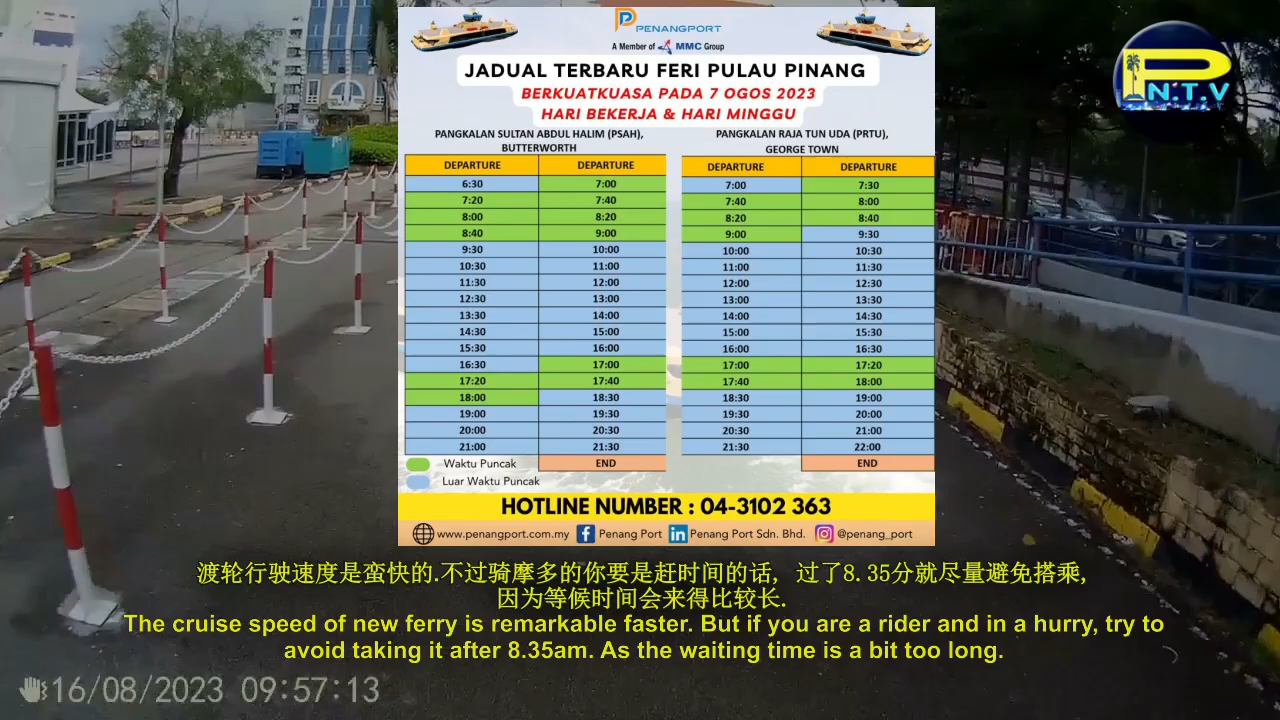 PENANGPORT
A Member of MMC Group
JADUAL TERBARU FERI PULAU PINANG
BERKUATKUASA PADA 7 OGOS 2023
HARI BEKERJA & HARI MINGGU
PANGKALAN SULTAN ABDUL HALIM (PSAH),
BUTTERWORTH
DEPARTURE DEPARTURE
6:30 7:00
7:20 7:40
8:00 8:20
8:40 9:00
9:30 10:00
10:30 11:00
11:30 12:00
12:30 13:00
13:30 14:00
14:30 15:00
15:30 16:00
16:30 17:00
17:20 17:40
18:00 18:30
19:00 19:30
20:00 20:30
21:00 21:30
END
PANGKALAN RAJA TUN UDA (PRTU),
GEORGE TOWN
DEPARTURE DEPARTURE
7:00 7:30
7:40 8:00
8:20 8:40
9:00 9:30
10:00 10:30
11:00 11:30
12:00 12:30
13:00 13:30
14:00 14:30
15:00 15:30
16:00 16:30
17:00 17:20
17:40 18:00
18:30 19:00
19:30 20:00
20:30 21:00
21:30 22:00
END
Waktu Puncak
Luar Waktu Puncak
HOTLINE NUMBER : 04-3102 363
www.penangport.com.my Penang Port Penang Port Sdn. Bhd. @penang_port
P
N.T.V
渡轮行驶速度是蛮快的.不过骑摩多的你要是赶时间的话, 过了8.35分就尽量避免搭乘,
因为等候时间会来得比较长.
The cruise speed of new ferry is remarkable faster. But if you are a rider and in a hurry, try to
avoid taking it after 8.35am. As the waiting time is a bit too long.
16/08/2023 09:57:13